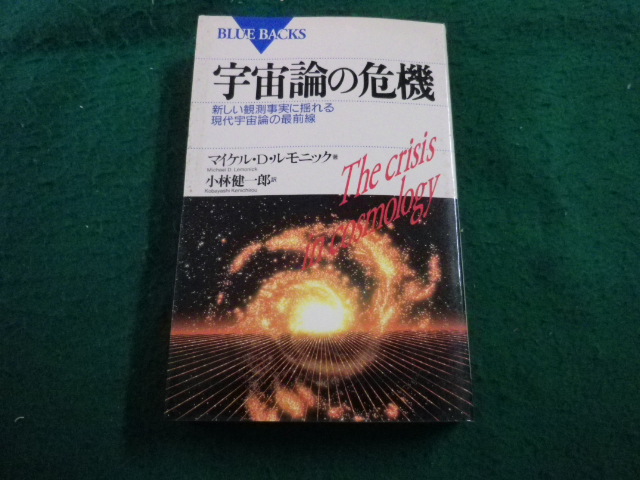 BLUE BACKS
宇宙論の危機
新しい観測事実に揺れる
現代宇宙論の最前線
マイケル・D・ルモニック 著
Michael D. Lemonick
小林健一郎 訳
Kobayashi Kenichirou
The crisis
in cosmology